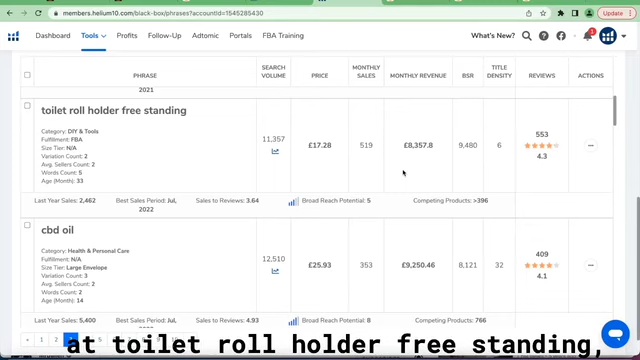 members.helium10.com/black-box/phrases?accountId=1545285430
Update
Dashboard
Tools
Profits
Follow-Up
Adtomic
Portals
FBA Training
What's New?
1
PHRASE
SEARCH VOLUME
PRICE
MONTHLY SALES
MONTHLY REVENUE
BSR
TITLE DENSITY
REVIEWS
ACTIONS
2021
toilet roll holder free standing
Category: DIY & Tools
Fulfillment: FBA
Size Tier: N/A
Variation Count: 2
Avg. Sellers Count: 2
Words Count: 5
Age (Month): 33
11,357
£17.28
519
£8,357.8
9,480
6
553
4.3
Last Year Sales: 2,462
Best Sales Period: Jul, 2022
Sales to Reviews: 3.64
Broad Reach Potential: 5
Competing Products: >396
cbd oil
Category: Health & Personal Care
Fulfillment: N/A
Size Tier: Large Envelope
Variation Count: 3
Avg. Sellers Count: 2
Words Count: 2
Age (Month): 14
12,510
£25.93
353
£9,250.46
8,121
32
409
4.1
Last Year Sales: 5,400
Best Sales Period: Jul,
Sales to Reviews: 4.93
Broad Reach Potential: 8
Competing Products: 766
1
2
at toilet roll holder free standing,